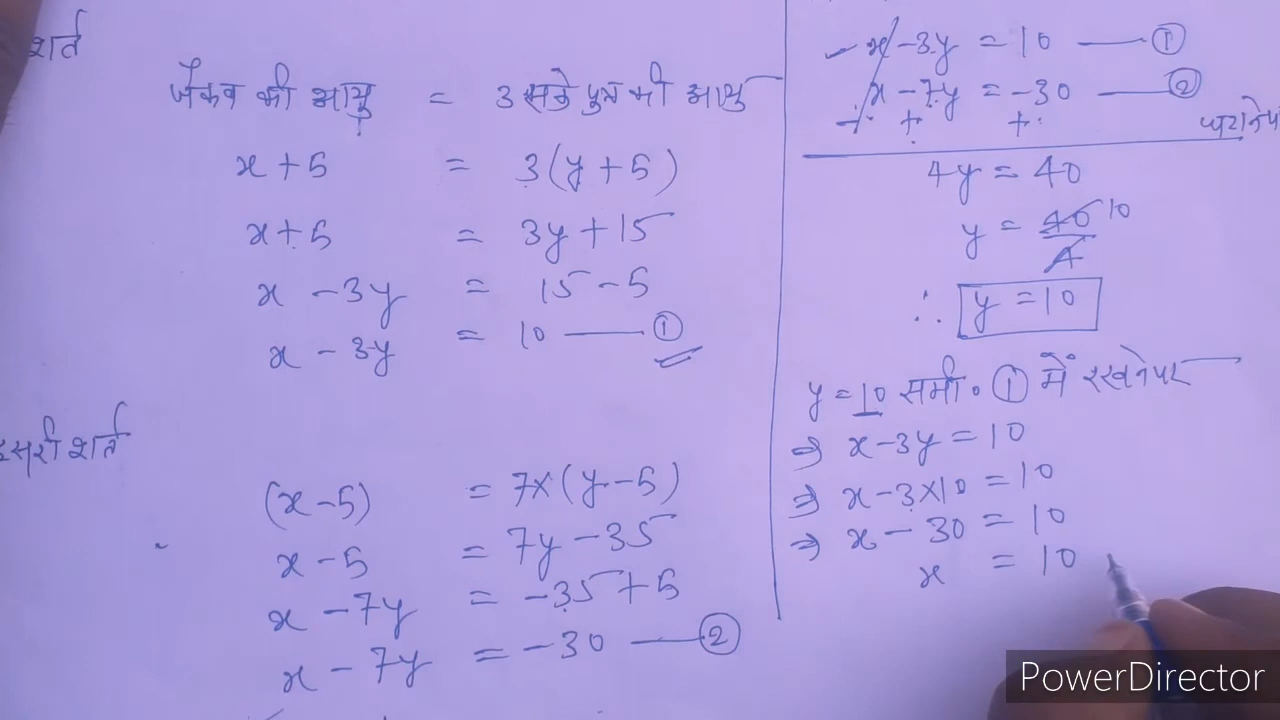 शर्त
जैकब की आयु = 3 उसके पुत्र की आयु
x + 5 = 3(y + 5)
x + 5 = 3y + 15
x - 3y = 15 - 5
x - 3y = 10 —— ①
दूसरी शर्त
(x - 5) = 7×(y - 5)
x - 5 = 7y - 35
x - 7y = -35 + 5
x - 7y = -30 —— ②
x - 3y = 10 —— ①
x - 7y = -30 —— ②
- + +
घटाने प
4y = 40
y = 40/4 10
∴ y = 10
y = 10 समी. ① में रखने पर
⇒ x - 3y = 10
⇒ x - 3×10 = 10
⇒ x - 30 = 10
x = 10
PowerDirector